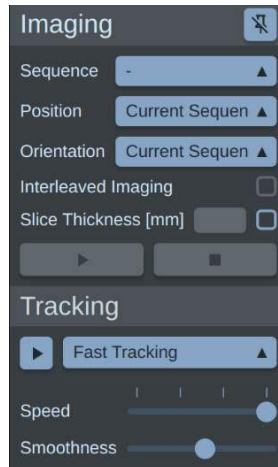 Imaging
Sequence -
Position Current Sequen
Orientation Current Sequen
Interleaved Imaging
Slice Thickness [mm]
Tracking
Fast Tracking
Speed
Smoothness